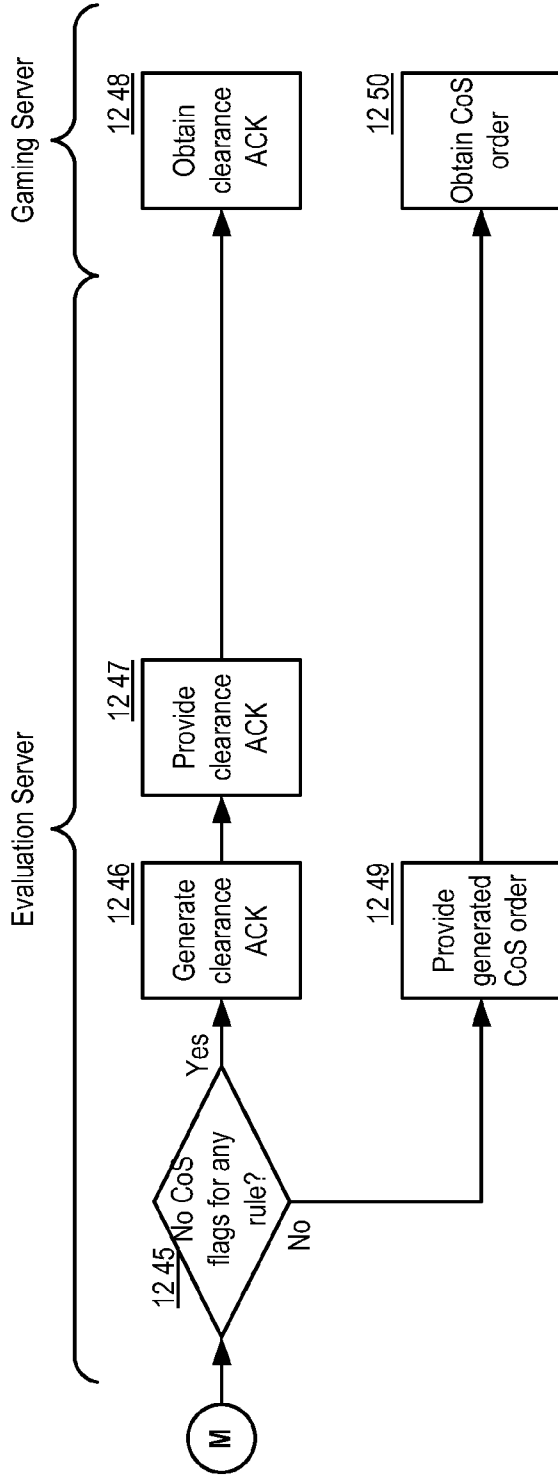 Evaluation Server
Gaming Server
M
12 45
No CoS
flags for any
rule?
Yes
No
12 46
Generate
clearance
ACK
12 47
Provide
clearance
ACK
12 48
Obtain
clearance
ACK
12 49
Provide
generated
CoS order
12 50
Obtain CoS
order